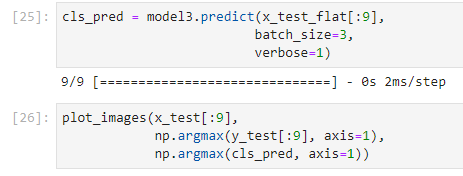 [25]: cls_pred = model3.predict(x_test_flat[:9],
batch_size=3,
verbose=1)
9/9 [==============================] - 0s 2ms/step
[26]: plot_images(x_test[:9],
np.argmax(y_test[:9], axis=1),
np.argmax(cls_pred, axis=1))